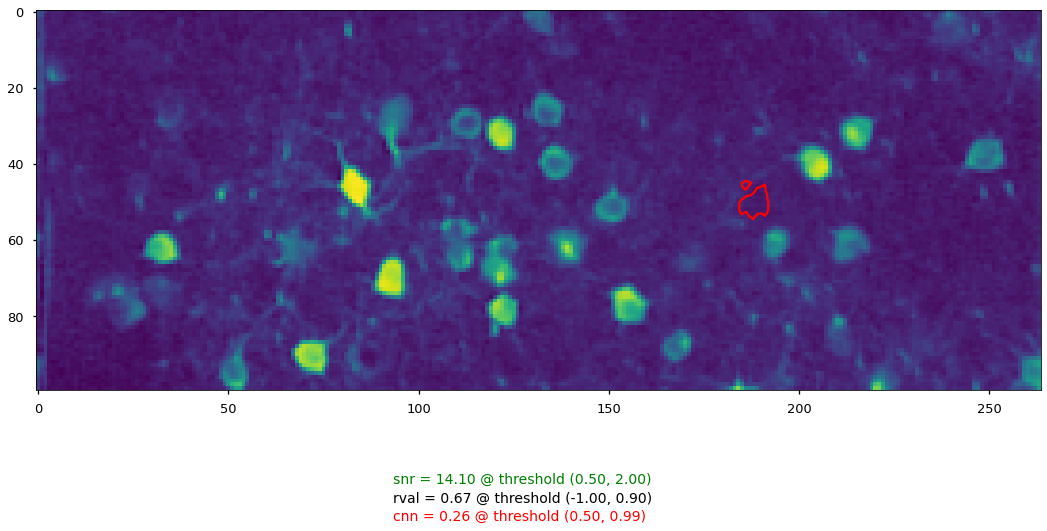 0
20
40
60
80
0 50 100 150 200 250
snr = 14.10 @ threshold (0.50, 2.00)
rval = 0.67 @ threshold (-1.00, 0.90)
cnn = 0.26 @ threshold (0.50, 0.99)